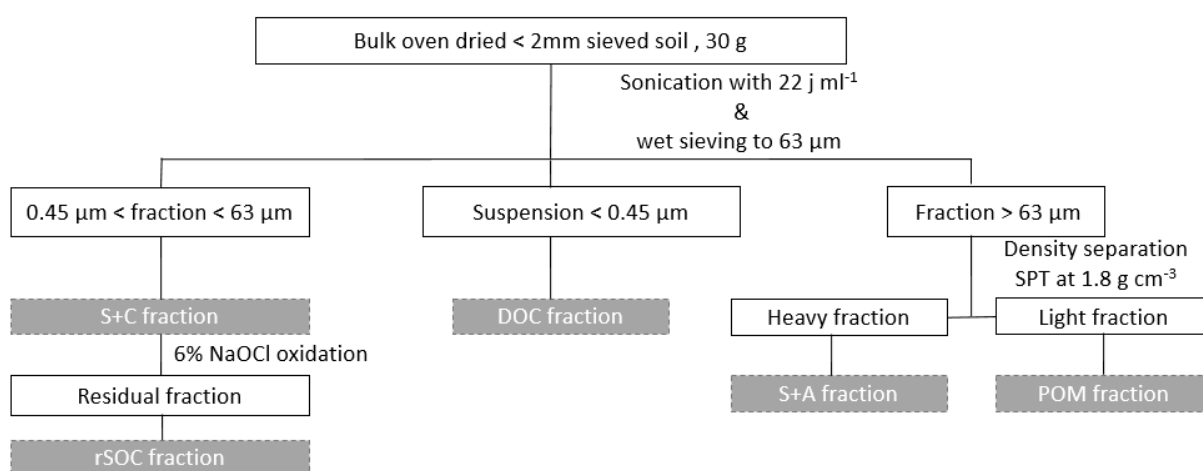 Bulk oven dried < 2mm sieved soil , 30 g
Sonication with 22 j ml⁻¹
&
wet sieving to 63 µm
0.45 µm < fraction < 63 µm
Suspension < 0.45 µm
Fraction > 63 µm
Density separation
SPT at 1.8 g cm⁻³
S+C fraction
DOC fraction
Heavy fraction
Light fraction
6% NaOCl oxidation
Residual fraction
S+A fraction
POM fraction
rSOC fraction